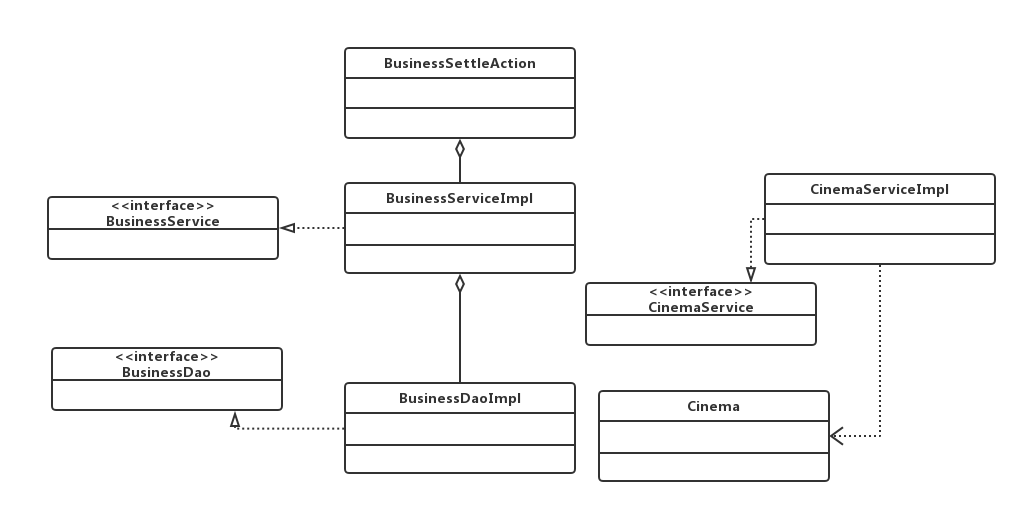 BusinessSettleAction
BusinessServiceImpl
<<interface>>
BusinessService
CinemaServiceImpl
<<interface>>
CinemaService
<<interface>>
BusinessDao
BusinessDaoImpl
Cinema